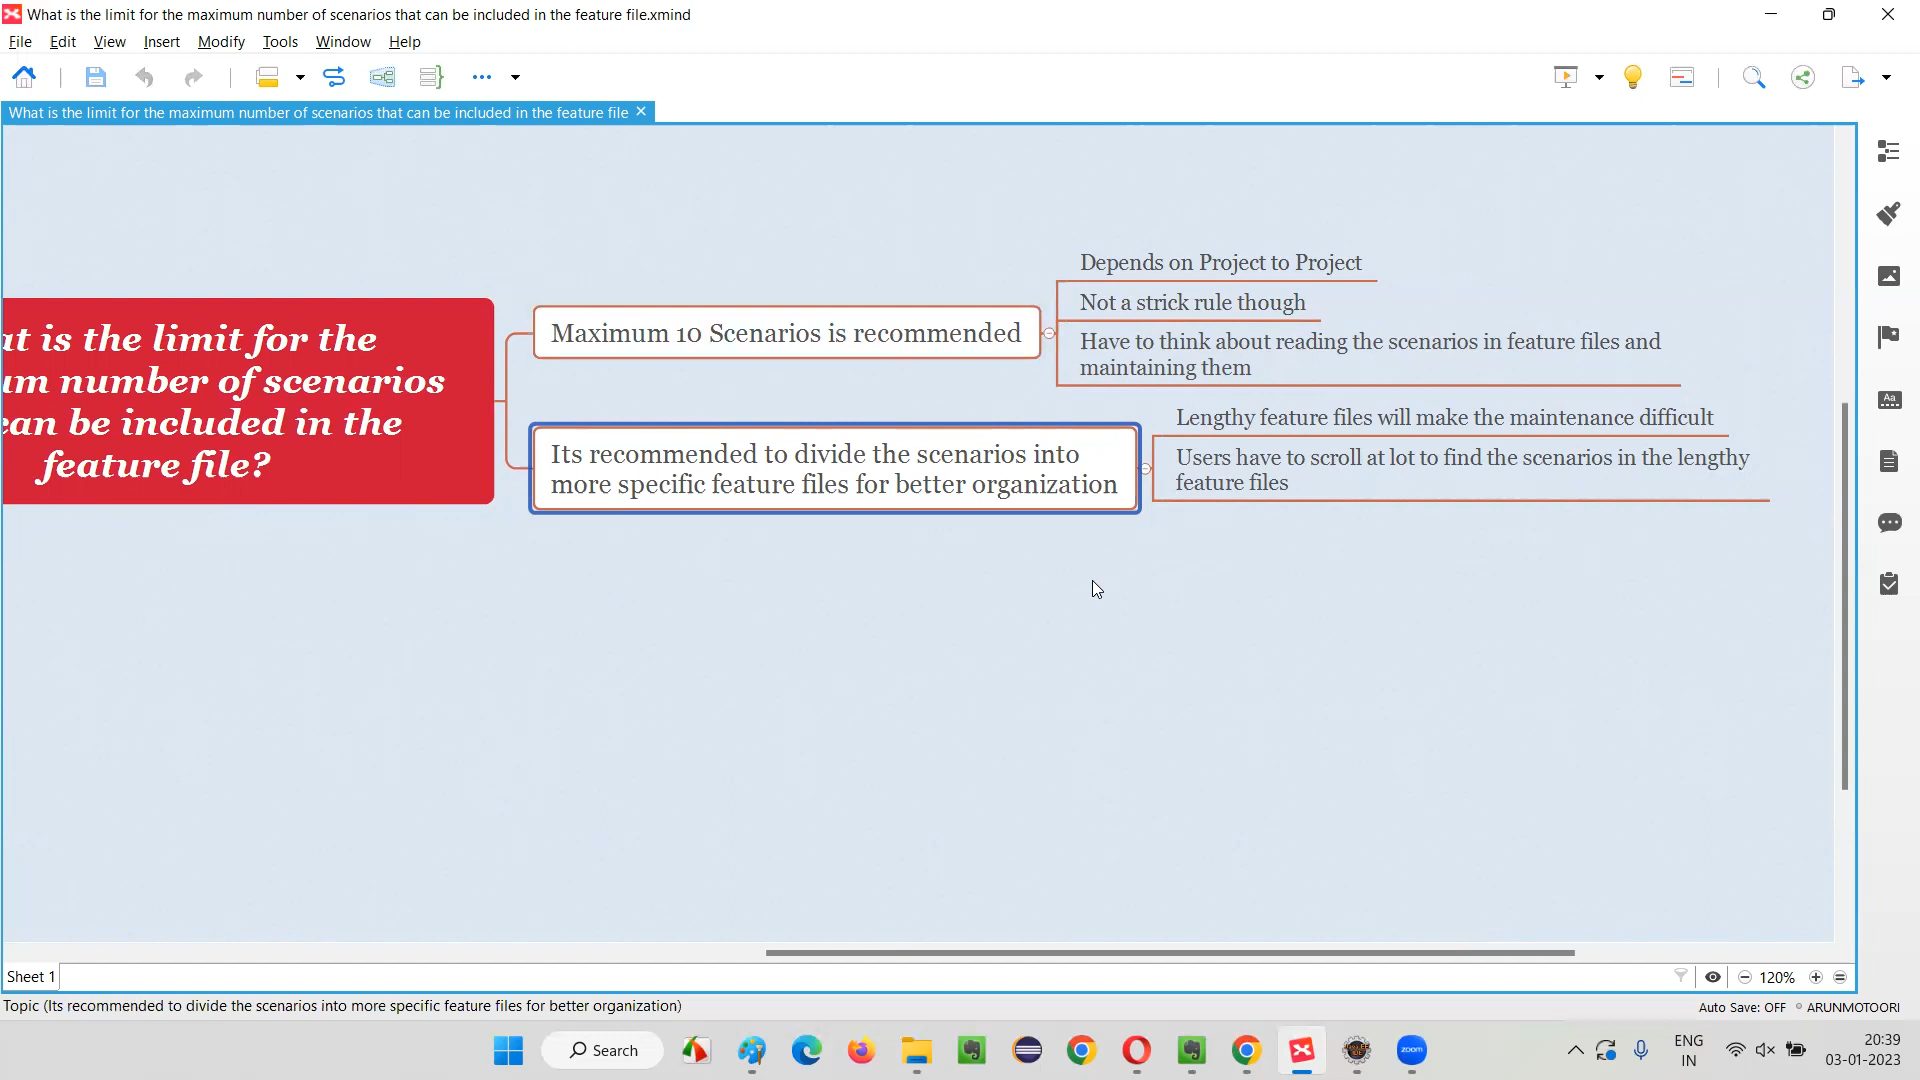 What is the limit for the maximum number of scenarios that can be included in the feature file.xmind
File Edit View Insert Modify Tools Window Help
What is the limit for the maximum number of scenarios that can be included in the feature file
at is the limit for the
um number of scenarios
can be included in the
feature file?
Maximum 10 Scenarios is recommended
Depends on Project to Project
Not a strick rule though
Have to think about reading the scenarios in feature files and
maintaining them
Its recommended to divide the scenarios into
more specific feature files for better organization
Lengthy feature files will make the maintenance difficult
Users have to scroll at lot to find the scenarios in the lengthy
feature files
Aa
Sheet 1
120%
Topic (Its recommended to divide the scenarios into more specific feature files for better organization)
Auto Save: OFF ARUNMOTOORI
Search
zoom
ENG
IN
20:39
03-01-2023